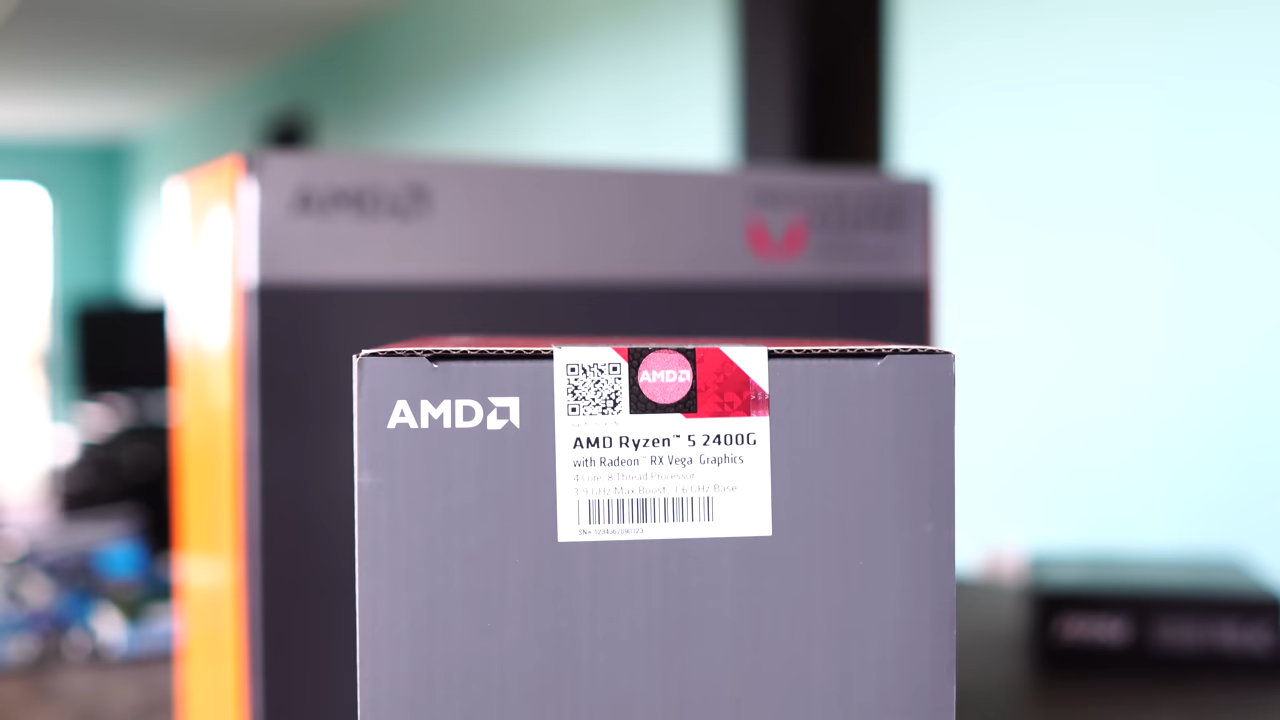 AMD
AMD
AMD
AMD Ryzen™ 5 2400G
with Radeon™ RX Vega Graphics
4 Core, 8 Thread Processor
3.9 GHz Max Boost, 3.6 GHz Base